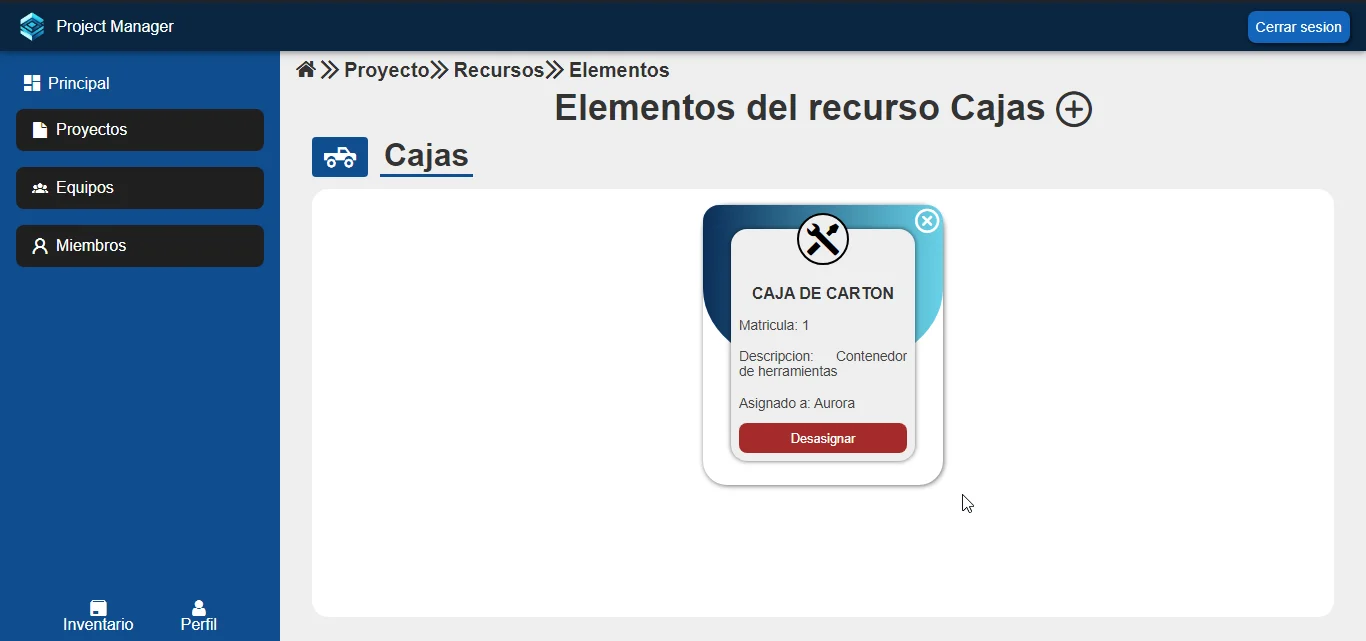 Project Manager
Cerrar sesion
Principal
Proyectos
Equipos
Miembros
Inventario
Perfil
Proyecto Recursos Elementos
Elementos del recurso Cajas
Cajas
CAJA DE CARTON
Matricula: 1
Descripcion: Contenedor
de herramientas
Asignado a: Aurora
Desasignar